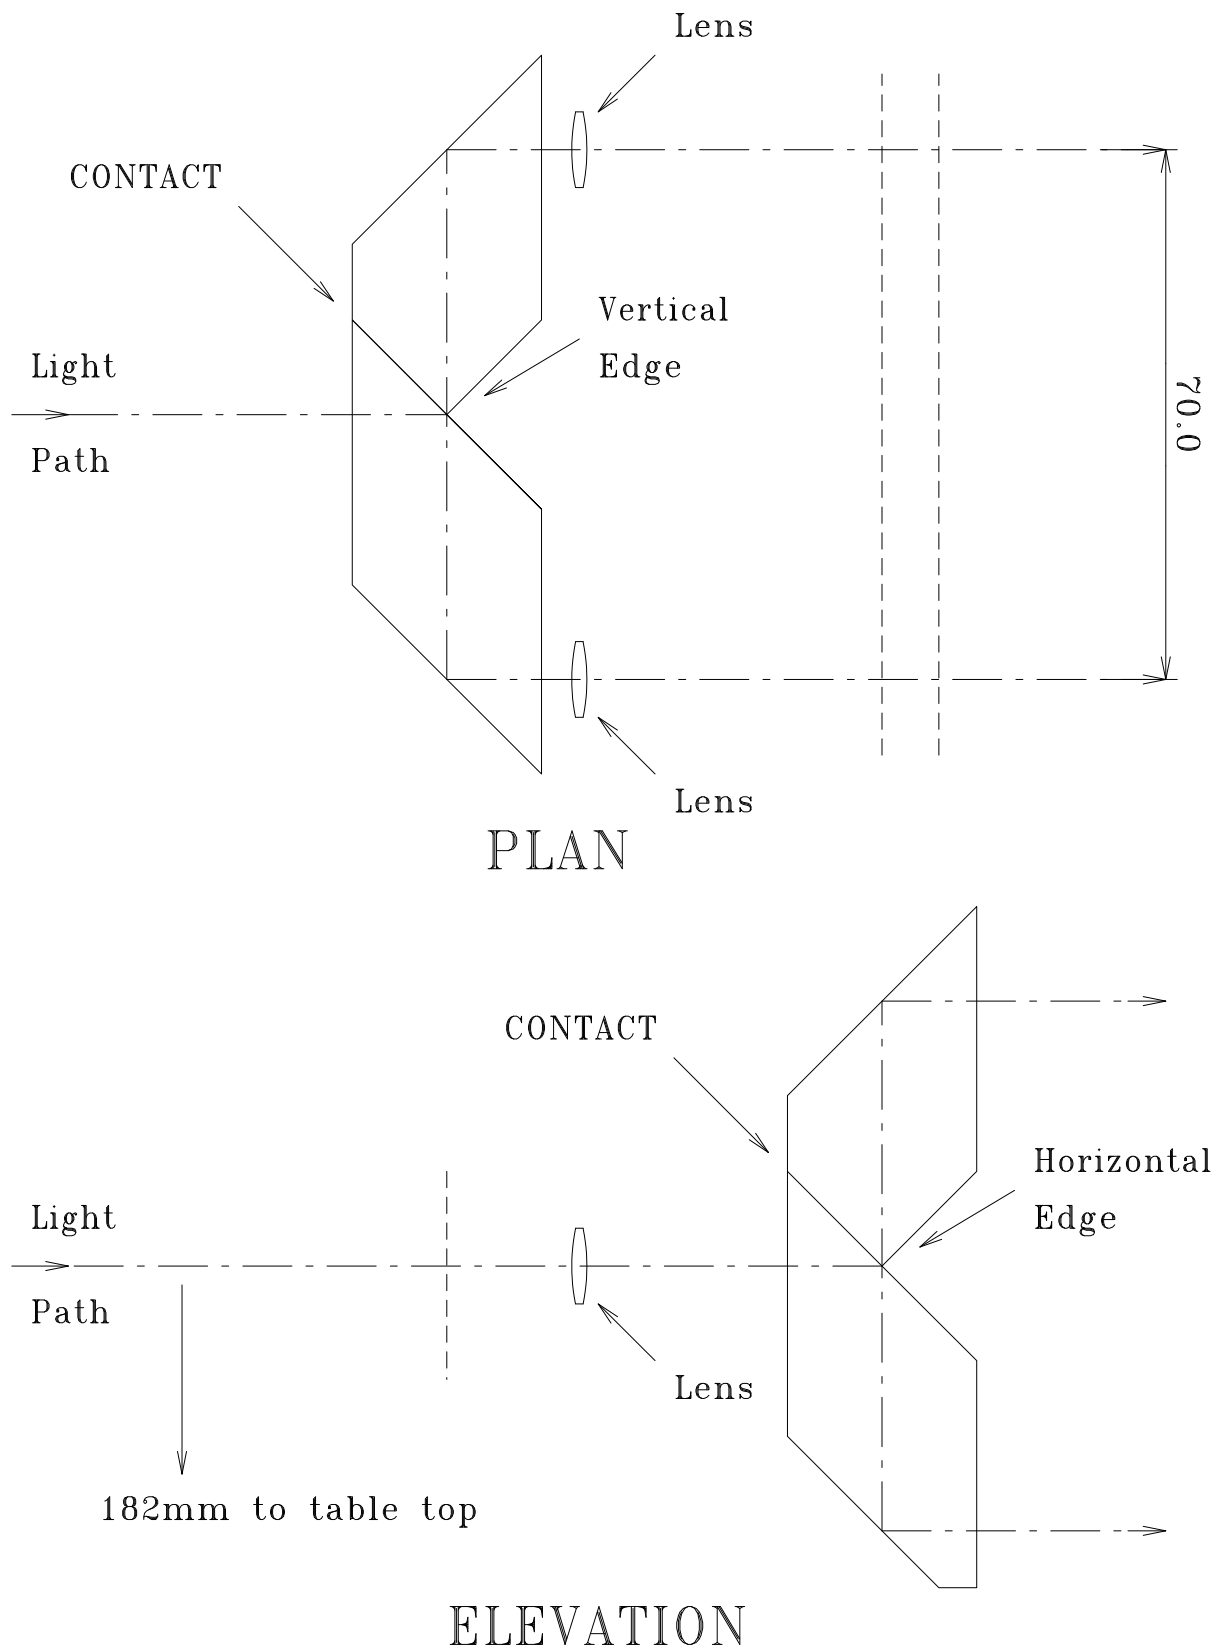 Lens
CONTACT
Vertical
Edge
Light
Path
70.0
Lens
PLAN
CONTACT
Horizontal
Edge
Light
Path
Lens
182mm to table top
ELEVATION